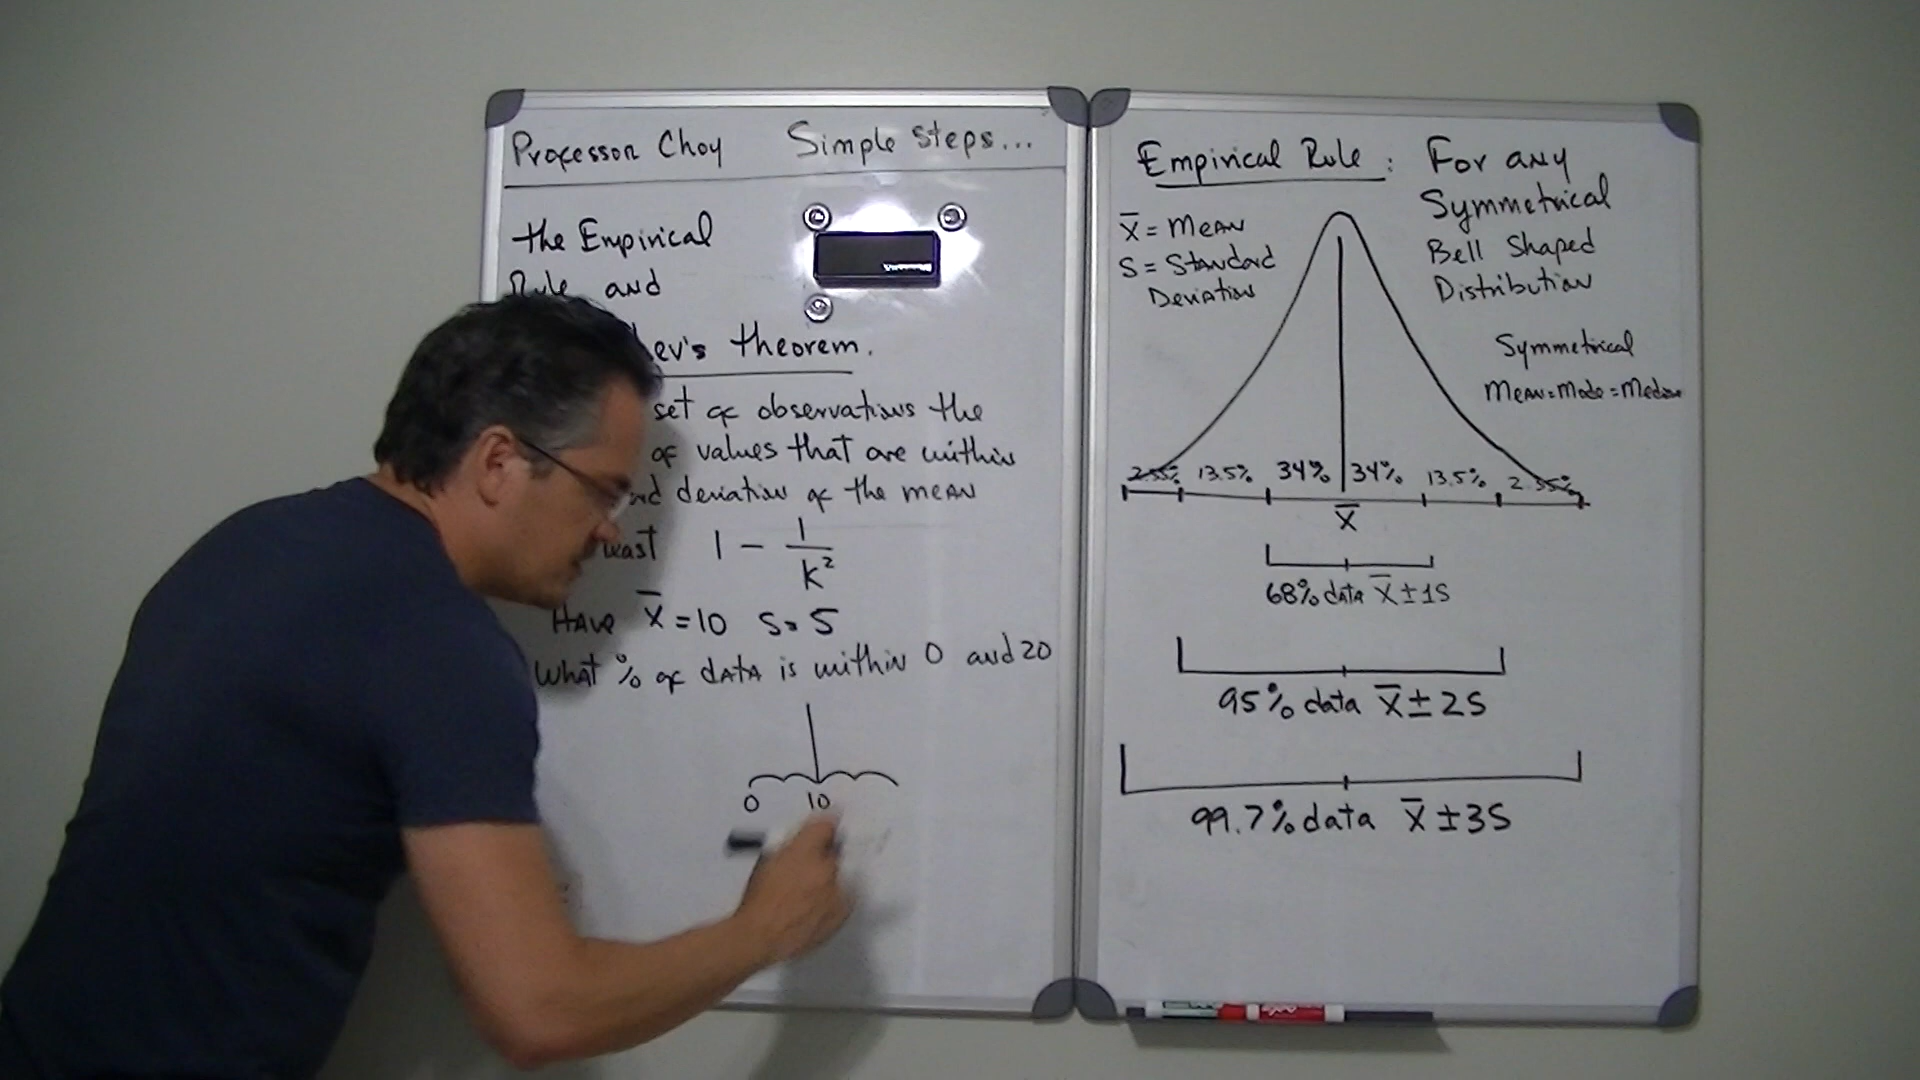 Professor Choy Simple steps...
the Empirical
Rule and
ev's theorem.
set of observations the
of values that are within
deviation of the mean
1 - 1/k²
Have x̄ = 10 S = 5
What % of data is within 0 and 20
0 10
Empirical Rule: For any
Symmetrical
Bell Shaped
Distribution
x̄ = Mean
S = Standard
Deviation
Symmetrical
Mean = Mode = Median
2.35% 13.5% 34% 34% 13.5% 2.35%
x̄
68% data x̄ ± 1S
95% data x̄ ± 2S
99.7% data x̄ ± 3S